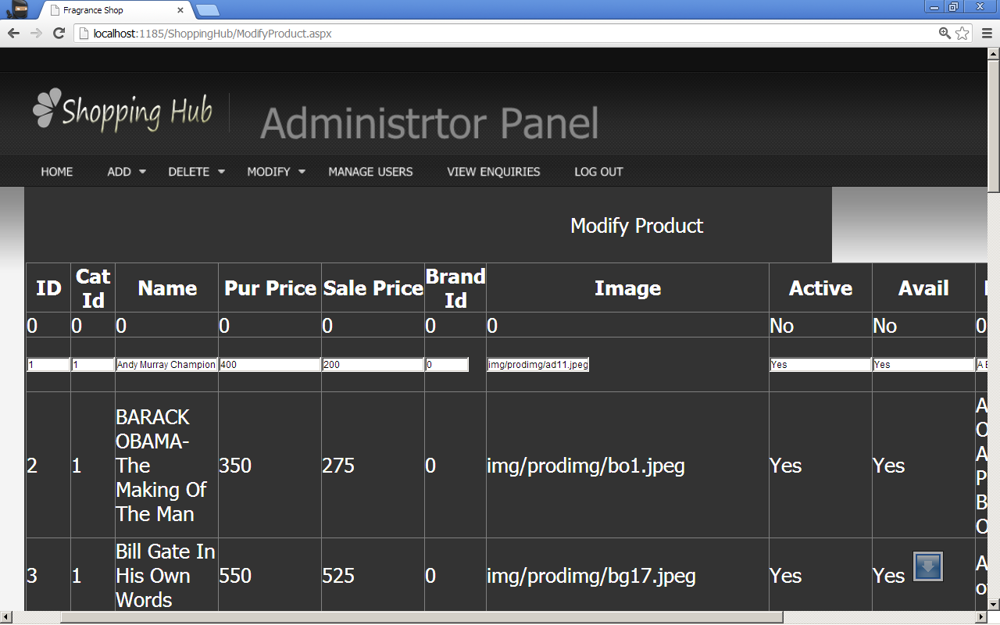 Fragrance Shop
localhost:1185/ShoppingHub/ModifyProduct.aspx
Shopping Hub
Administrtor Panel
HOME ADD DELETE MODIFY MANAGE USERS VIEW ENQUIRIES LOG OUT
Modify Product
ID Cat Id Name Pur Price Sale Price Brand Id Image Active Avail
0 0 0 0 0 0 0 No No 0
1 1 Andy Murray Champion 400 200 0 img/prodimg/ad11.jpeg Yes Yes A
2 1 BARACK OBAMA- The Making Of The Man 350 275 0 img/prodimg/bo1.jpeg Yes Yes A
3 1 Bill Gate In His Own Words 550 525 0 img/prodimg/bg17.jpeg Yes Yes A